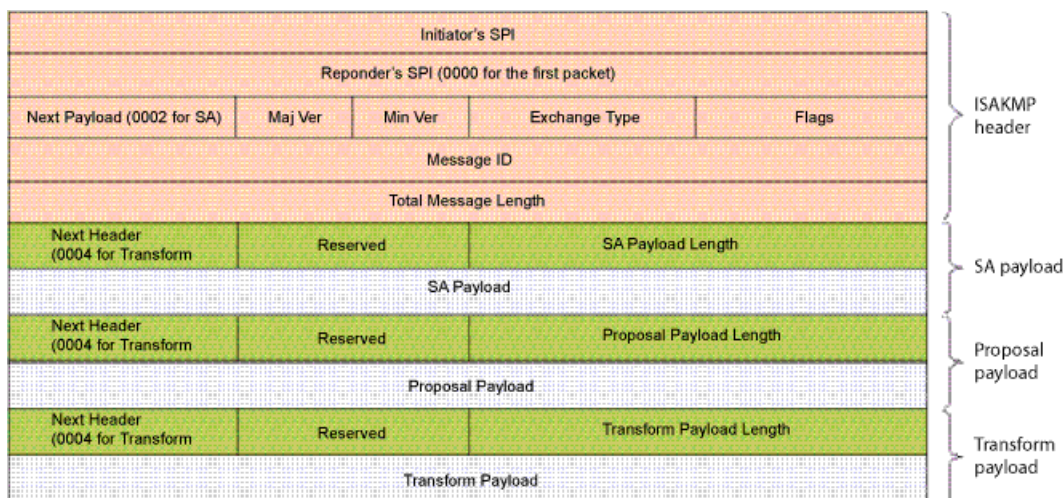 Initiator's SPI
Reponder's SPI (0000 for the first packet)
Next Payload (0002 for SA) Maj Ver Min Ver Exchange Type Flags
Message ID
Total Message Length
ISAKMP
header
Next Header
(0004 for Transform
Reserved
SA Payload Length
SA Payload
SA payload
Next Header
(0004 for Transform
Reserved
Proposal Payload Length
Proposal Payload
Proposal
payload
Next Header
(0004 for Transform
Reserved
Transform Payload Length
Transform Payload
Transform
payload